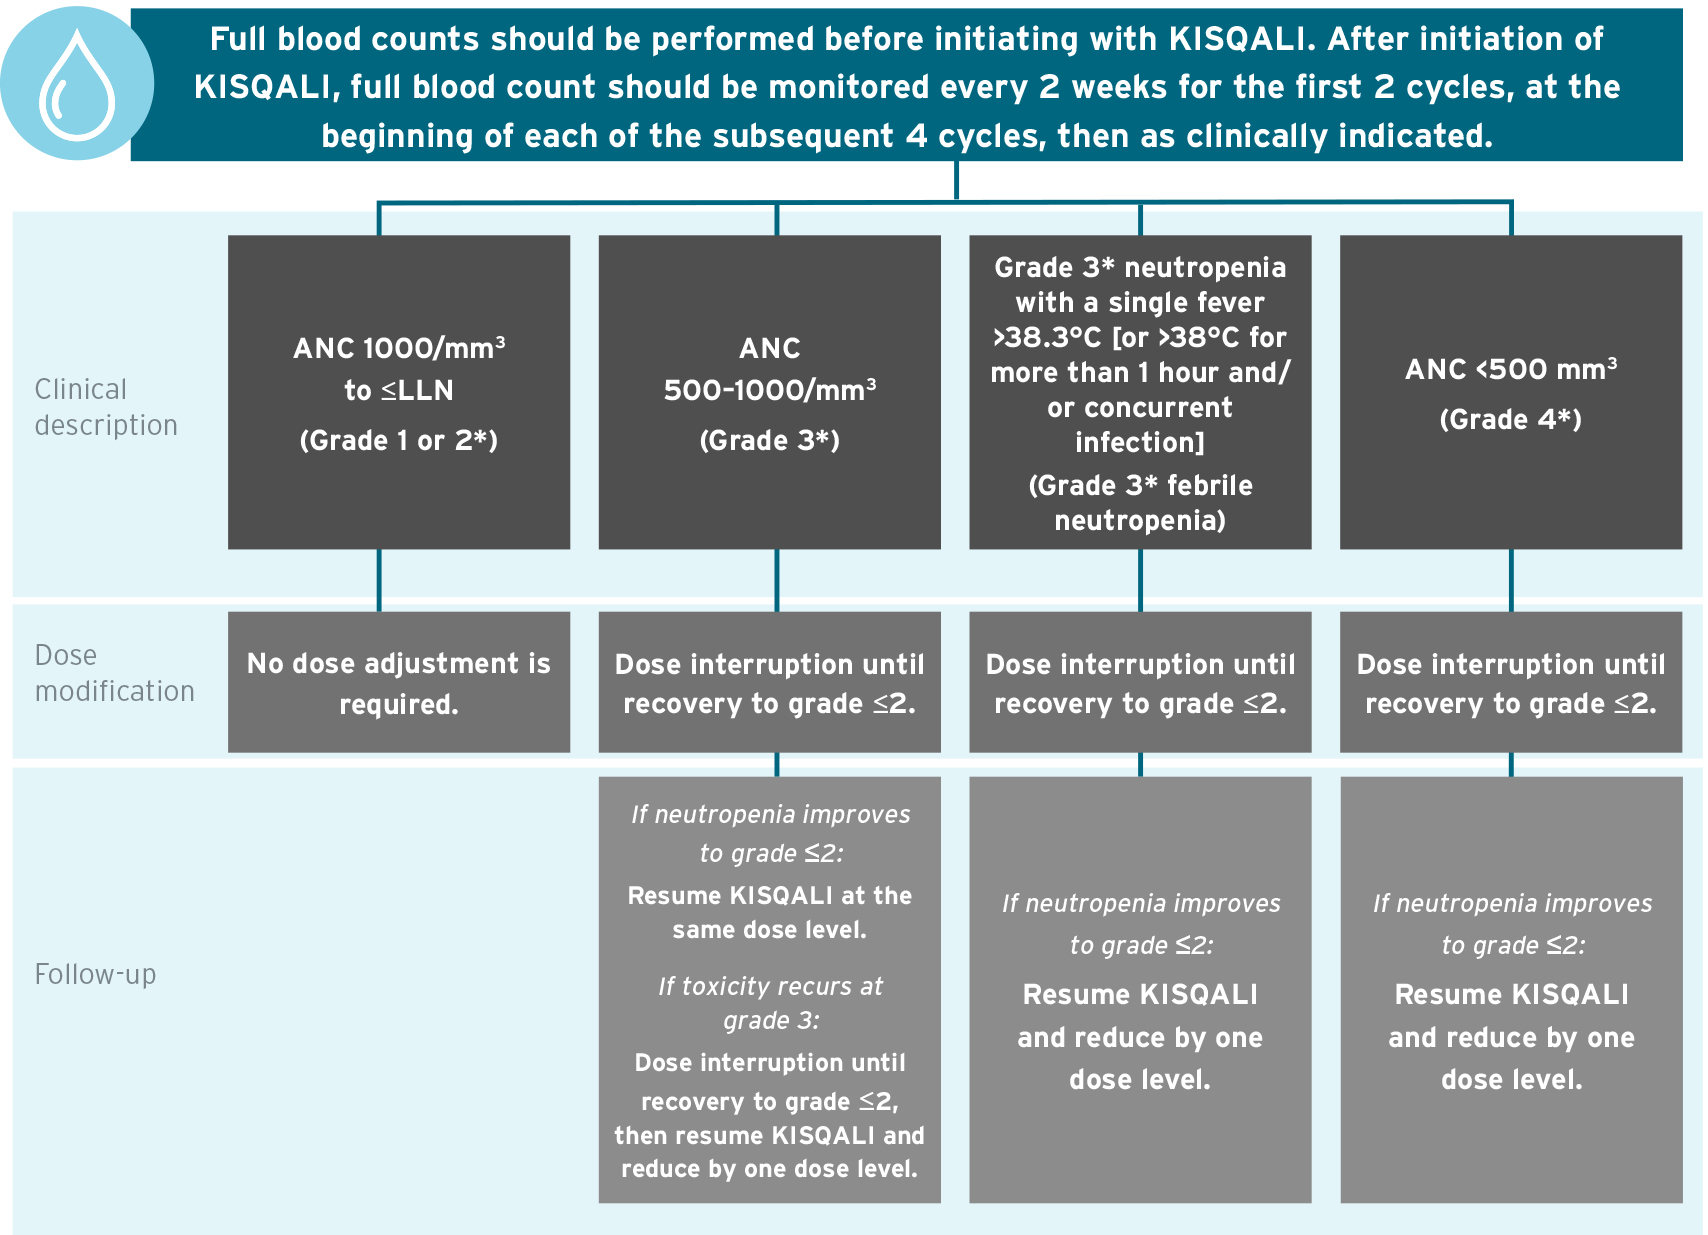 Full blood counts should be performed before initiating with KISQALI. After initiation of
KISQALI, full blood count should be monitored every 2 weeks for the first 2 cycles, at the
beginning of each of the subsequent 4 cycles, then as clinically indicated.
Clinical
description
ANC 1000/mm³
to ≤LLN
(Grade 1 or 2*)
ANC
500-1000/mm³
(Grade 3*)
Grade 3* neutropenia
with a single fever
>38.3°C [or >38°C for
more than 1 hour and/
or concurrent
infection]
(Grade 3* febrile
neutropenia)
ANC <500 mm³
(Grade 4*)
Dose
modification
No dose adjustment is
required.
Dose interruption until
recovery to grade ≤2.
Dose interruption until
recovery to grade ≤2.
Dose interruption until
recovery to grade ≤2.
Follow-up
If neutropenia improves
to grade ≤2:
Resume KISQALI at the
same dose level.
If toxicity recurs at
grade 3:
Dose interruption until
recovery to grade ≤2,
then resume KISQALI and
reduce by one dose level.
If neutropenia improves
to grade ≤2:
Resume KISQALI
and reduce by one
dose level.
If neutropenia improves
to grade ≤2:
Resume KISQALI
and reduce by one
dose level.